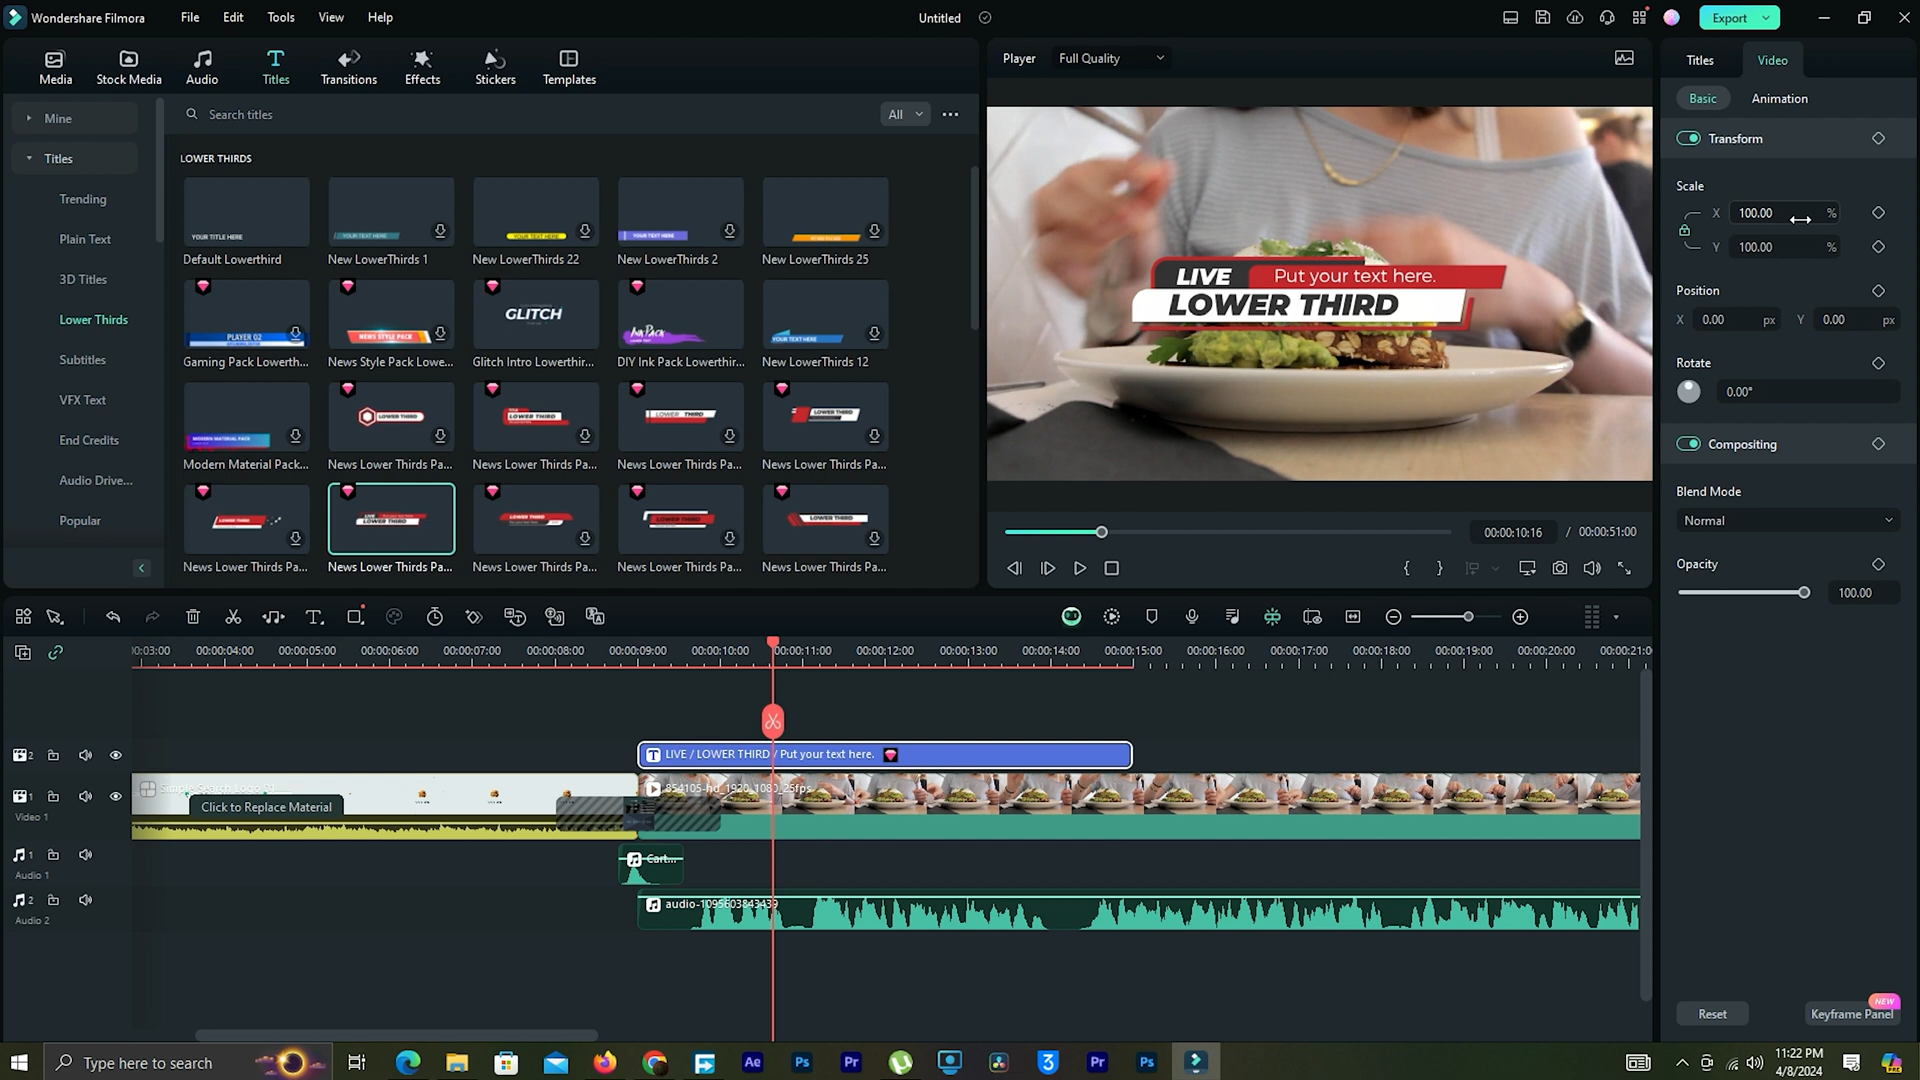 Wondershare Filmora
File
Edit
Tools
View
Help
Untitled
Export
Media
Stock Media
Audio
Titles
Transitions
Effects
Stickers
Templates
Search titles
All
Mine
Titles
Trending
Plain Text
3D Titles
Lower Thirds
Subtitles
VFX Text
End Credits
Audio Drive...
Popular
LOWER THIRDS
YOUR TITLE HERE
YOUR TEXT HERE
YOUR TEXT HERE
YOUR TEXT HERE
Default Lowerthird
New LowerThirds 1
New LowerThirds 22
New LowerThirds 2
New LowerThirds 25
PLAYER 02
NEWS STYLE PACK
GLITCH
InkPack
YOUR TEXT HERE
Gaming Pack Lowerth...
News Style Pack Lowe...
Glitch Intro Lowerthir...
DIY Ink Pack Lowerthir...
New LowerThirds 12
MODERN MATERIAL PACK
LOWER THIRD
LOWER THIRD
LOWER THIRD
LOWER THIRD
Modern Material Pack...
News Lower Thirds Pa...
News Lower Thirds Pa...
News Lower Thirds Pa...
News Lower Thirds Pa...
LOWER THIRD
LIVE Put your text here.
LOWER THIRD
LOWER THIRD
LOWER THIRD
LOWER THIRD
News Lower Thirds Pa...
News Lower Thirds Pa...
News Lower Thirds Pa...
News Lower Thirds Pa...
News Lower Thirds Pa...
Player
Full Quality
LIVE Put your text here.
LOWER THIRD
00:00:10:16 / 00:00:51:00
Titles
Video
Basic
Animation
Transform
Scale
X 100.00 %
Y 100.00 %
Position
X 0.00 px Y 0.00 px
Rotate
0.00°
Compositing
Blend Mode
Normal
Opacity
100.00
Reset
NEW
Keyframe Panel
00:03:00 00:00:04:00 00:00:05:00 00:00:06:00 00:00:07:00 00:00:08:00 00:00:09:00 00:00:10:00 00:00:11:00 00:00:12:00 00:00:13:00 00:00:14:00 00:00:15:00 00:00:16:00 00:00:17:00 00:00:18:00 00:00:19:00 00:00:20:00 00:00:21:0
2
LIVE / LOWER THIRD / Put your text here.
1
Video 1
Simple Search Logo
Click to Replace Material
854105-hd_1920_1080_25fps
1
Audio 1
Cart...
2
Audio 2
audio-1095603843439
Type here to search
Ae
Ps
Pr
3
Pr
Ps
11:22 PM
4/8/2024
PRE